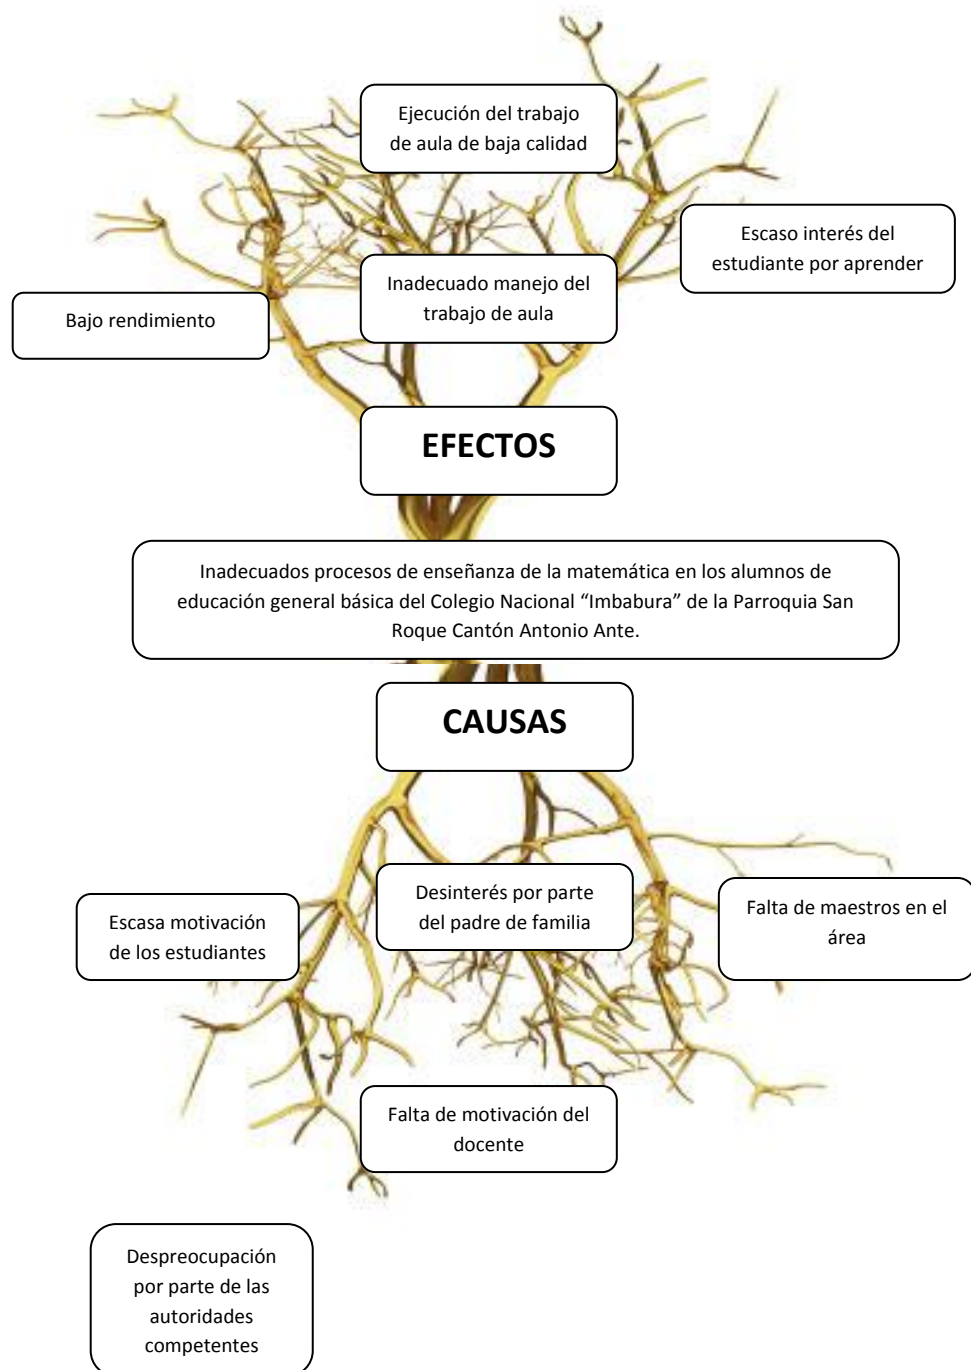 Ejecución del trabajo
de aula de baja calidad
Escaso interés del
estudiante por aprender
Inadecuado manejo del
trabajo de aula
Bajo rendimiento
EFECTOS
Inadecuados procesos de enseñanza de la matemática en los alumnos de
educación general básica del Colegio Nacional “Imbabura” de la Parroquia San
Roque Cantón Antonio Ante.
CAUSAS
Escasa motivación
de los estudiantes
Desinterés por parte
del padre de familia
Falta de maestros en el
área
Falta de motivación del
docente
Despreocupación
por parte de las
autoridades
competentes